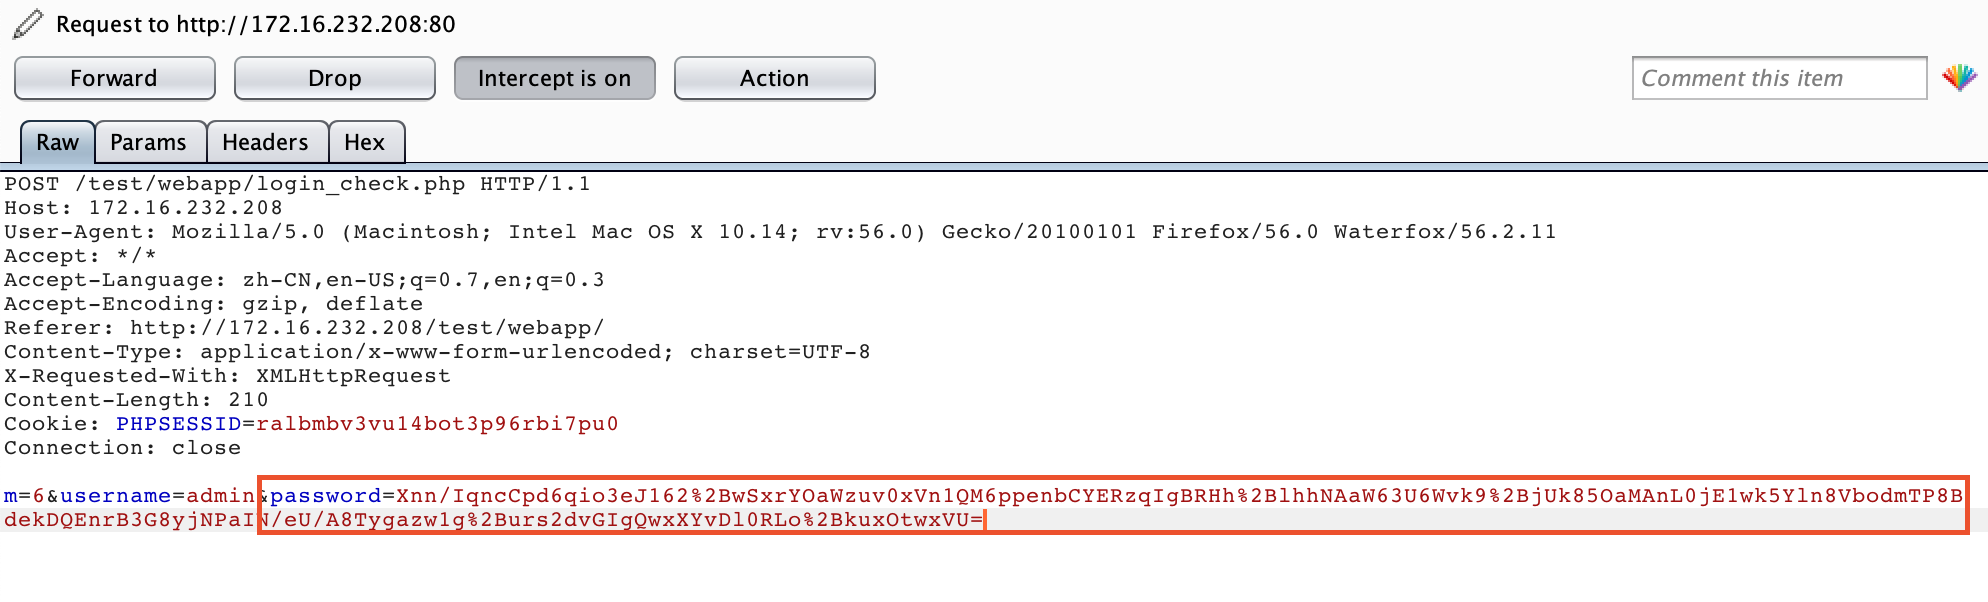 Request to http://172.16.232.208:80
Forward Drop Intercept is on Action Comment this item
Raw Params Headers Hex
POST /test/webapp/login_check.php HTTP/1.1
Host: 172.16.232.208
User-Agent: Mozilla/5.0 (Macintosh; Intel Mac OS X 10.14; rv:56.0) Gecko/20100101 Firefox/56.0 Waterfox/56.2.11
Accept: */*
Accept-Language: zh-CN,en-US;q=0.7,en;q=0.3
Accept-Encoding: gzip, deflate
Referer: http://172.16.232.208/test/webapp/
Content-Type: application/x-www-form-urlencoded; charset=UTF-8
X-Requested-With: XMLHttpRequest
Content-Length: 210
Cookie: PHPSESSID=ralbmbv3vu14bot3p96rbi7pu0
Connection: close
m=6&username=admin&password=Xnn/IqncCpd6qio3eJ162%2BwSxrYOaWzuv0xVn1QM6ppenbCYERzqIgBRHh%2BlhhNAaW63U6Wvk9%2BjUk85OaMAnL0jE1wk5Yln8VbodmTP8B
dekDQEnrB3G8yjNPaIN/eU/A8Tygazw1g%2Burs2dvGIgQwxXYvDl0RLo%2BkuxOtwxVU=